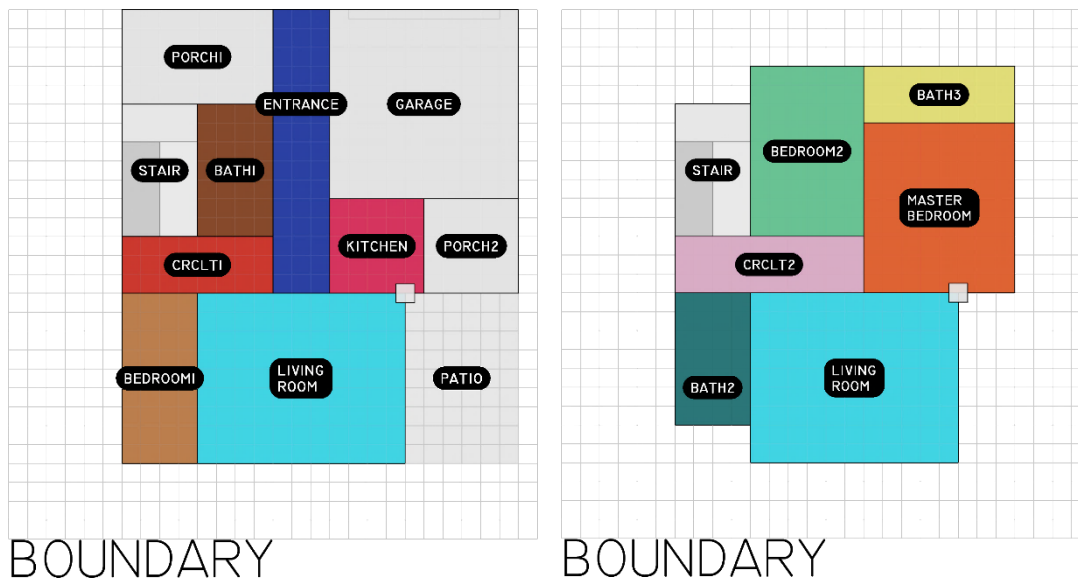 PORCH1
ENTRANCE
GARAGE
STAIR
BATH1
KITCHEN
PORCH2
CRCLT1
BEDROOM1
LIVING
ROOM
PATIO
BOUNDARY
BATH3
BEDROOM2
STAIR
MASTER
BEDROOM
CRCLT2
LIVING
ROOM
BATH2
BOUNDARY